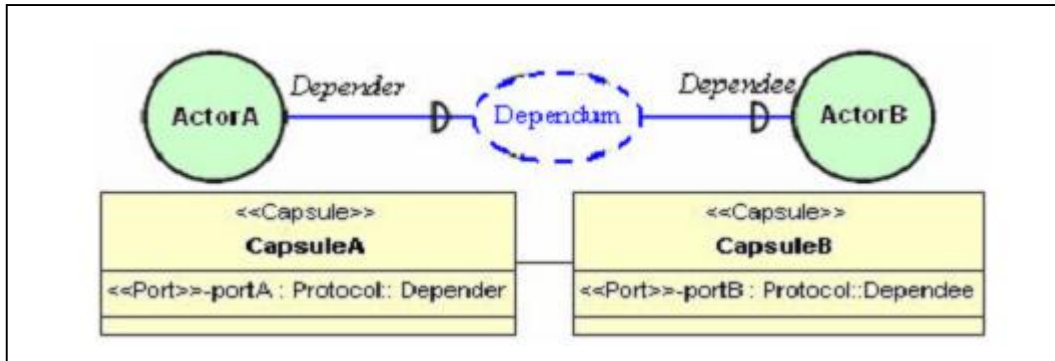 Depender
Dependee
ActorA
Dependum
ActorB
<<Capsule>>
CapsuleA
<<Port>>-portA : Protocol:: Depender
<<Capsule>>
CapsuleB
<<Port>>-portB : Protocol::Dependee